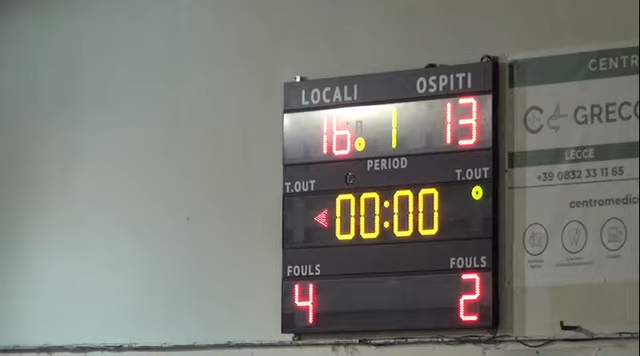 LOCALI OSPITI
16 1 13
PERIOD
T.OUT T.OUT
00:00
FOULS FOULS
4 2
CENTR
GRECO
LECCE
+39 0832 33 11 65
centromedic